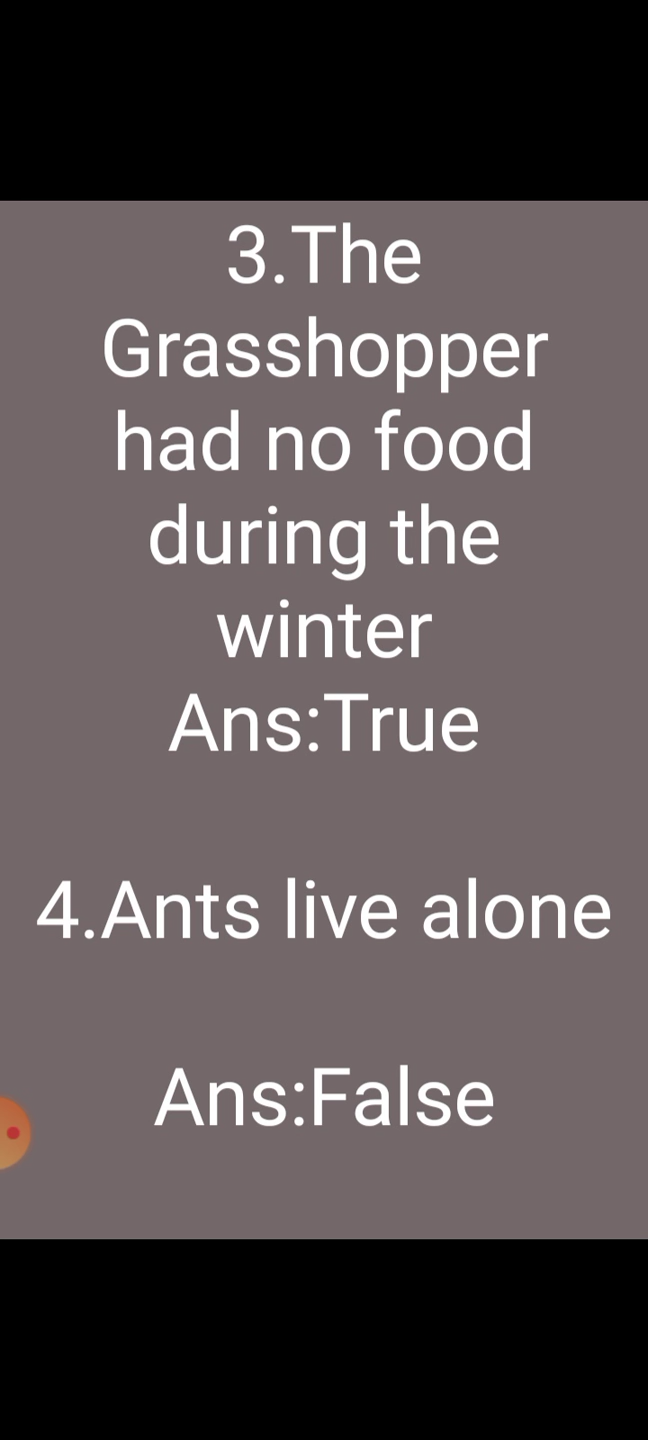 3.The
Grasshopper
had no food
during the
winter
Ans:True
4.Ants live alone
Ans:False